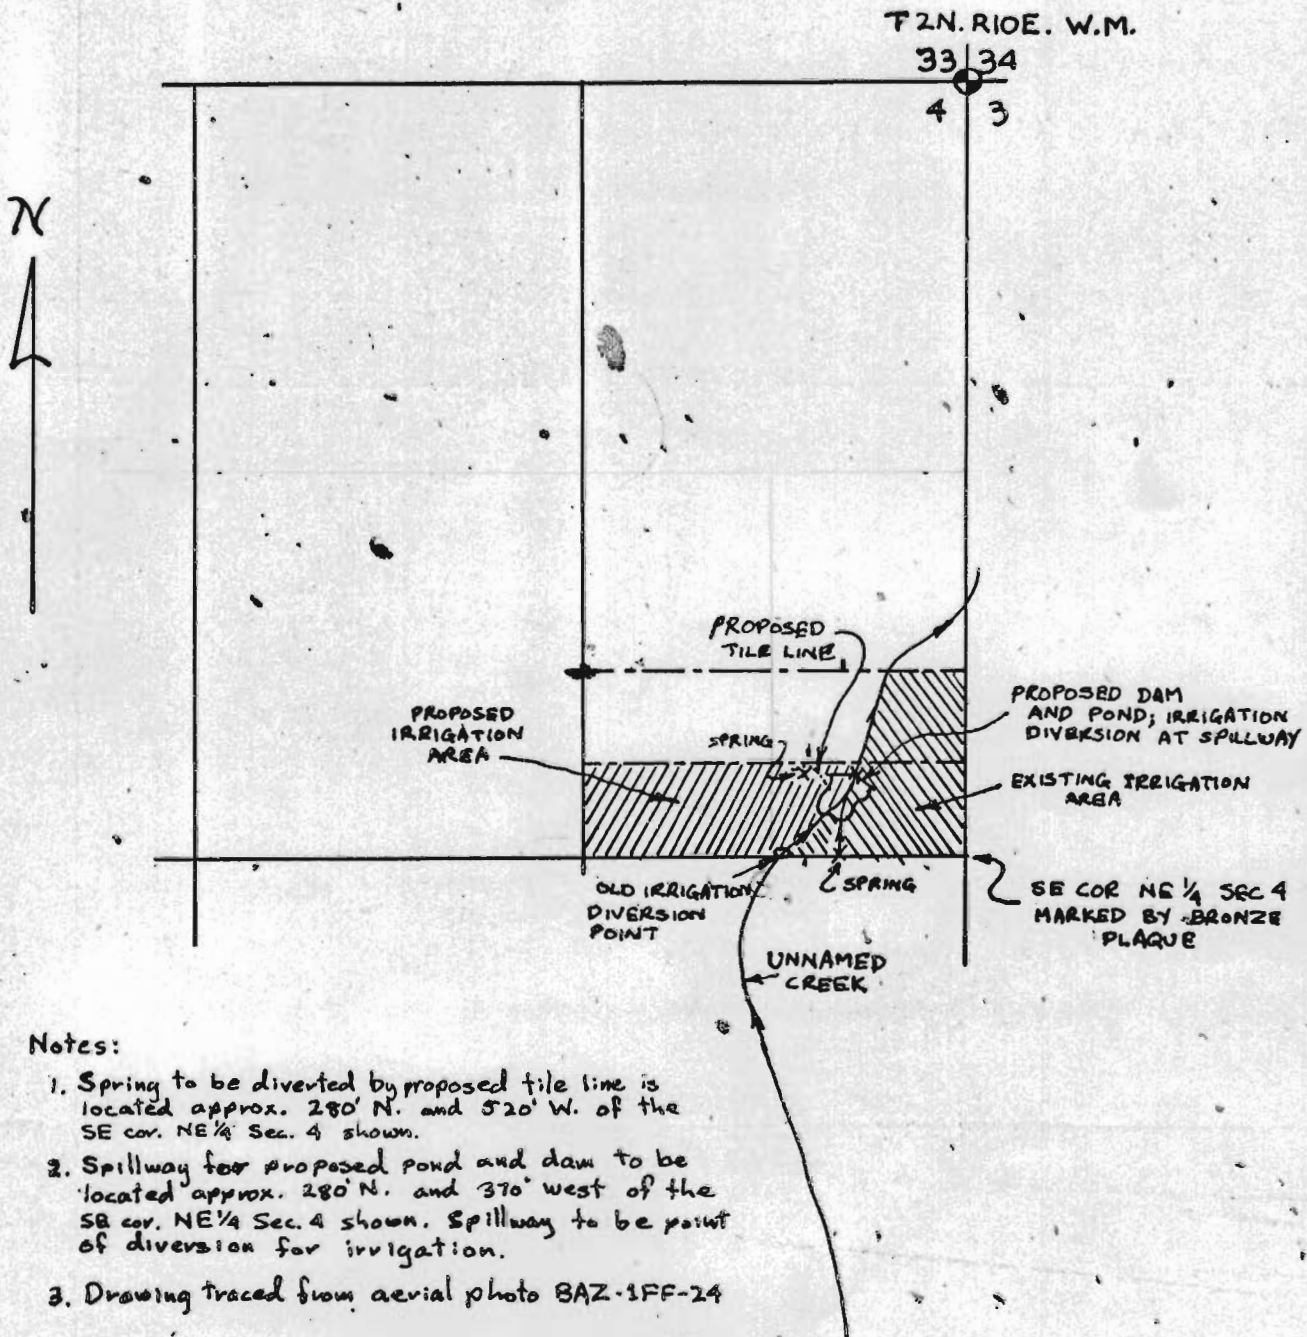 T2N. R10E. W.M.
33 34
4 3
N
PROPOSED
TILE LINE
PROPOSED
IRRIGATION
AREA
SPRING
PROPOSED DAM
AND POND; IRRIGATION
DIVERSION AT SPILLWAY
EXISTING IRRIGATION
AREA
OLD IRRIGATION
DIVERSION
POINT
SPRING
SE COR NE 1/4 SEC 4
MARKED BY BRONZE
PLAQUE
UNNAMED
CREEK
Notes:
1. Spring to be diverted by proposed tile line is
located approx. 280' N. and 520' W. of the
SE cor. NE 1/4 Sec. 4 shown.
2. Spillway for proposed pond and dam to be
located approx. 280' N. and 370' west of the
SE cor. NE 1/4 Sec. 4 shown. Spillway to be point
of diversion for irrigation.
3. Drawing traced from aerial photo BAZ-1FF-24